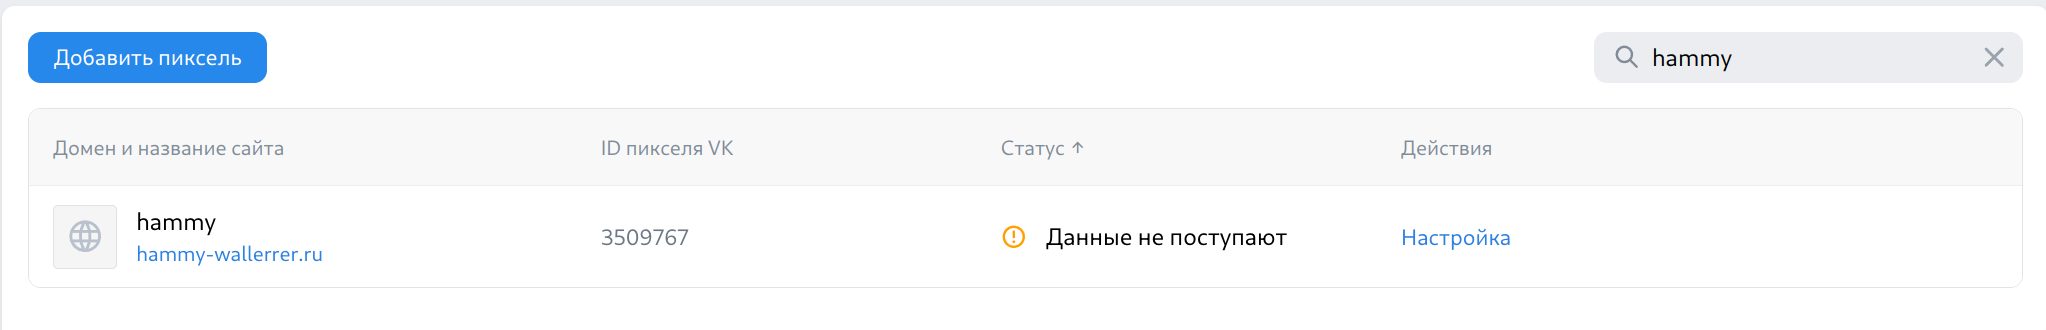 Добавить пиксель
hammy
Домен и название сайта
ID пикселя VK
Статус ↑
Действия
hammy
hammy-wallerrer.ru
3509767
Данные не поступают
Настройка